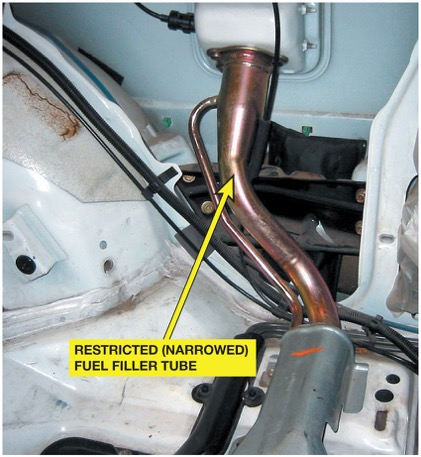 RESTRICTED (NARROWED)
FUEL FILLER TUBE